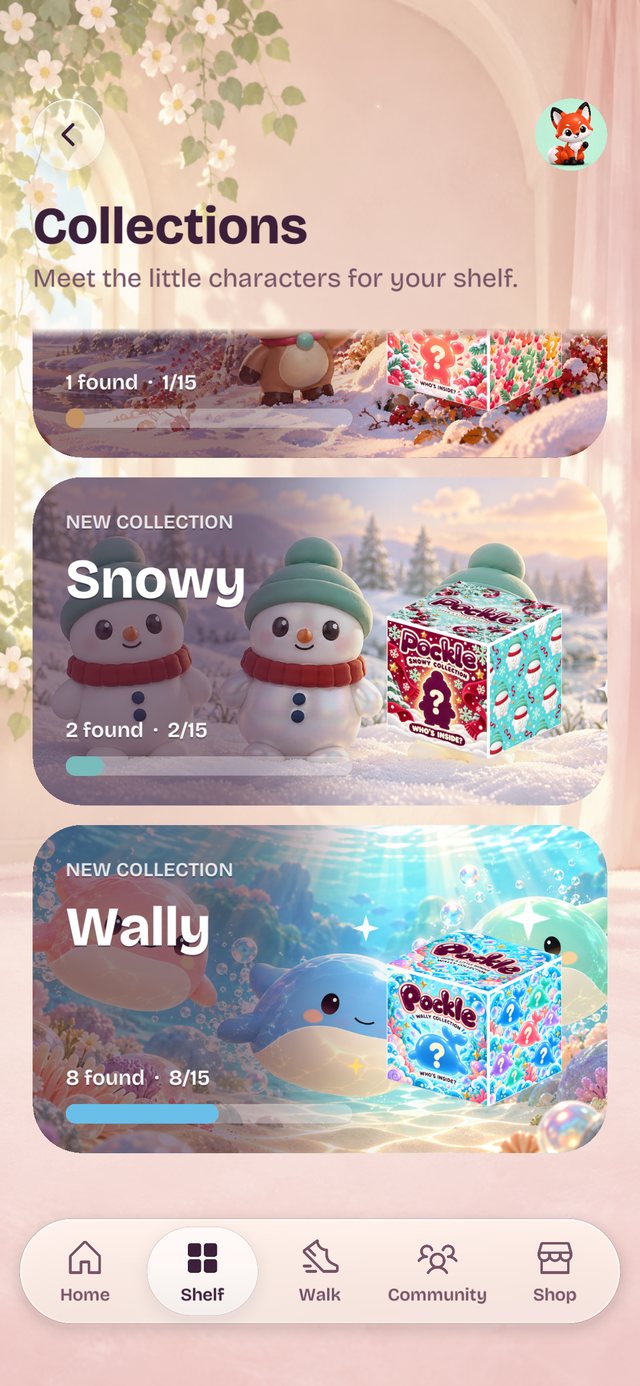 Collections
Meet the little characters for your shelf.
1 found · 1/15
?
?
WHO'S INSIDE?
NEW COLLECTION
Snowy
Pockle
Pockle
SNOWY COLLECTION
?
WHO'S INSIDE?
2 found · 2/15
NEW COLLECTION
Wally
Pockle
Pockle
WALLY COLLECTION
?
?
?
?
WHO'S INSIDE?
8 found · 8/15
Home
Shelf
Walk
Community
Shop